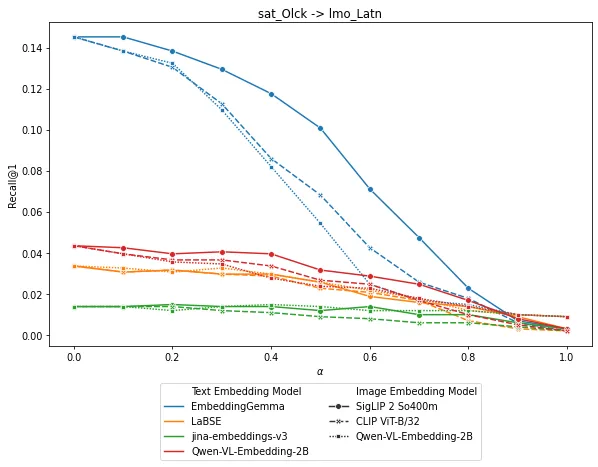 sat_Olck -> lmo_Latn
Recall@1
0.14
0.12
0.10
0.08
0.06
0.04
0.02
0.00
0.0 0.2 0.4 0.6 0.8 1.0
α
Text Embedding Model
EmbeddingGemma
LaBSE
jina-embeddings-v3
Qwen-VL-Embedding-2B
Image Embedding Model
SigLIP 2 So400m
CLIP ViT-B/32
Qwen-VL-Embedding-2B